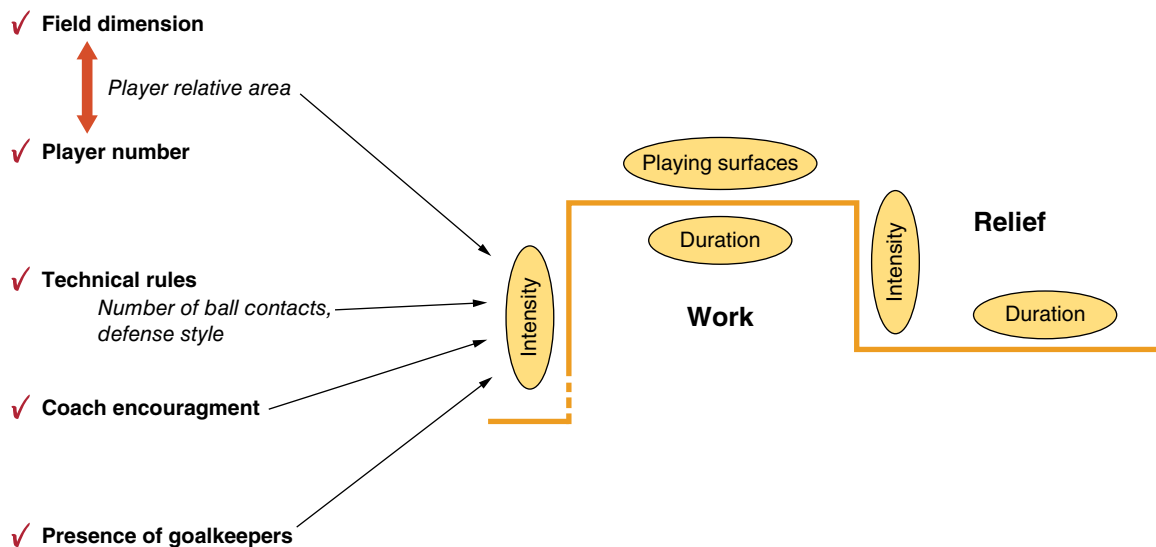 Field dimension
Player relative area
Player number
Technical rules
Number of ball contacts,
defense style
Coach encouragment
Presence of goalkeepers
Intensity
Playing surfaces
Duration
Work
Intensity
Relief
Duration